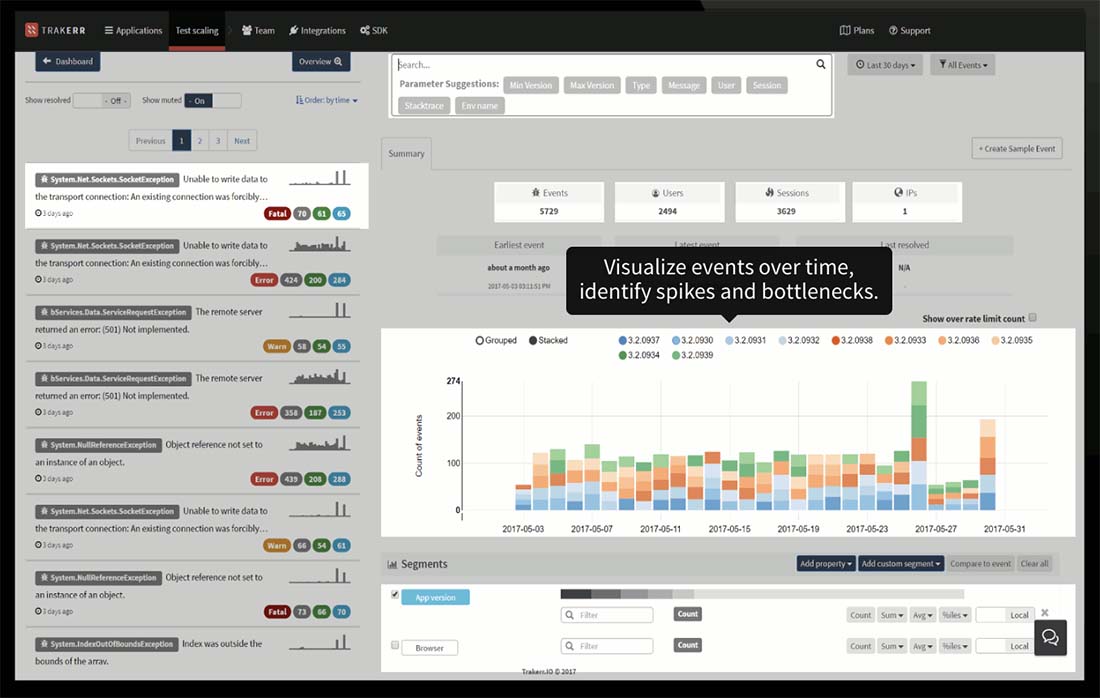 TRAKERR Applications Test scaling Team Integrations SDK Plans Support
Dashboard Overview
Show resolved - Off - Show muted - On Order: by time
Previous 1 2 3 Next
System.Net.Sockets.SocketException Unable to write data to
the transport connection: An existing connection was forcibly...
3 days ago Fatal 70 61 65
System.Net.Sockets.SocketException Unable to write data to
the transport connection: An existing connection was forcibly...
3 days ago Error 424 200 284
bServices.Data.ServiceRequestException The remote server
returned an error: (501) Not implemented.
3 days ago Warn 58 54 55
bServices.Data.ServiceRequestException The remote server
returned an error: (501) Not implemented.
3 days ago Error 358 187 253
System.NullReferenceException Object reference not set to
an instance of an object.
3 days ago Error 439 208 288
System.Net.Sockets.SocketException Unable to write data to
the transport connection: An existing connection was forcibly...
3 days ago Warn 66 54 61
System.NullReferenceException Object reference not set to
an instance of an object.
3 days ago Fatal 73 66 70
System.IndexOutOfBoundsException Index was outside the
bounds of the array.
Search...
Parameter Suggestions: Min Version Max Version Type Message User Session
Stacktrace Env name
Last 30 days All Events
Summary
+ Create Sample Event
Events Users Sessions IPs
5729 2494 3629 1
Earliest event Latest event Last resolved
about a month ago N/A
2017-05-03 03:11:51 PM -
Visualize events over time,
identify spikes and bottlenecks.
Show over rate limit count
Grouped Stacked 3.2.0937 3.2.0930 3.2.0931 3.2.0932 3.2.0938 3.2.0933 3.2.0936 3.2.0935
3.2.0934 3.2.0939
Count of events
274
200
100
0
2017-05-03 2017-05-07 2017-05-11 2017-05-15 2017-05-19 2017-05-23 2017-05-27 2017-05-31
Segments Add property Add custom segment Compare to event Clear all
App version Filter Count Count Sum Avg %iles Local
Browser Filter Count Count Sum Avg %iles Local
Trakerr.IO © 2017